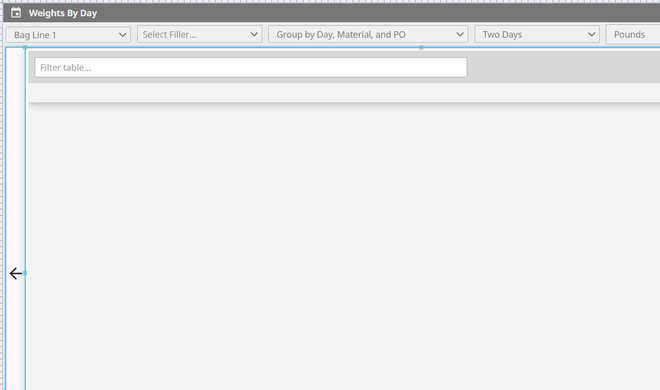 Weights By Day
Bag Line 1 Select Filler... Group by Day, Material, and PO Two Days Pounds
Filter table...